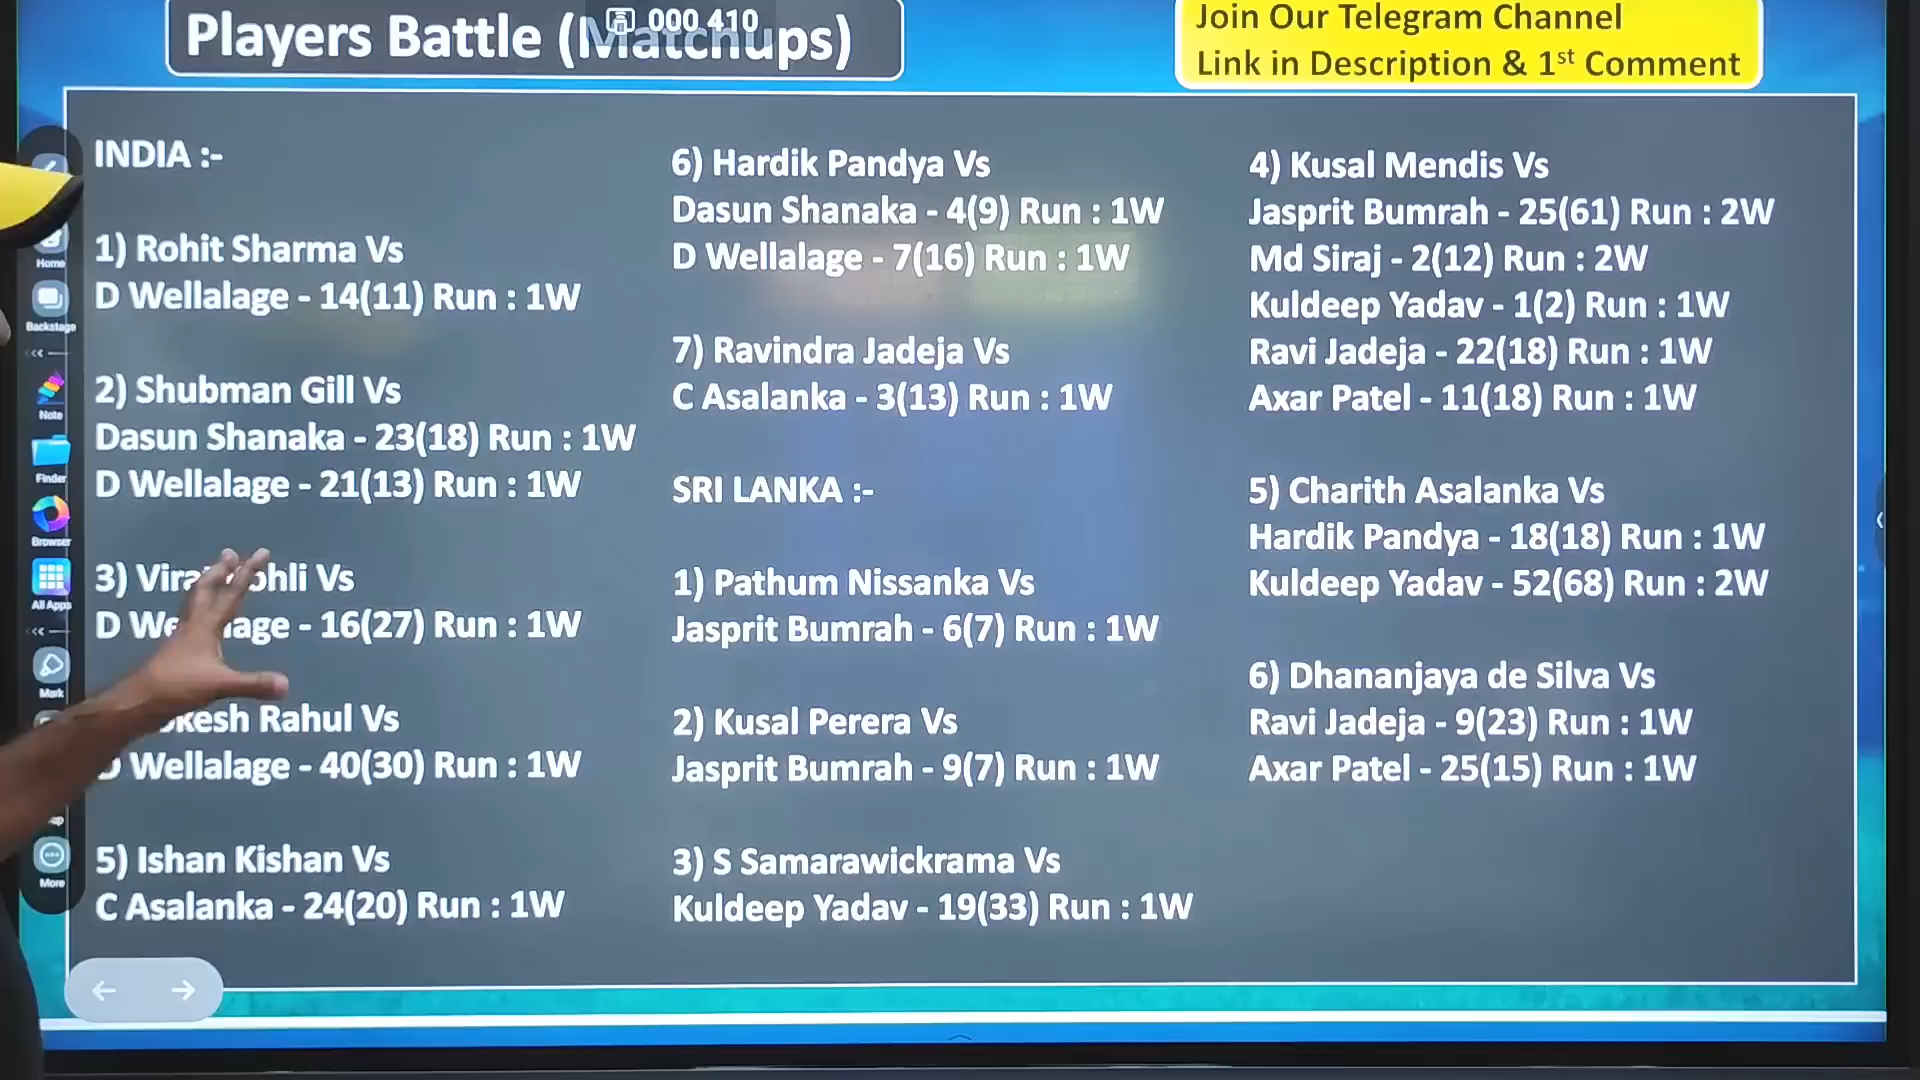 Players Battle (Matchups)
000 410
Join Our Telegram Channel
Link in Description & 1st Comment
INDIA :-
1) Rohit Sharma Vs
D Wellalage - 14(11) Run : 1W
2) Shubman Gill Vs
Dasun Shanaka - 23(18) Run : 1W
D Wellalage - 21(13) Run : 1W
3) Vs
D - 16(27) Run : 1W
Rahul Vs
Wellalage - 40(30) Run : 1W
5) Ishan Kishan Vs
C Asalanka - 24(20) Run : 1W
6) Hardik Pandya Vs
Dasun Shanaka - 4(9) Run : 1W
D Wellalage - 7(16) Run : 1W
7) Ravindra Jadeja Vs
C Asalanka - 3(13) Run : 1W
SRI LANKA :-
1) Pathum Nissanka Vs
Jasprit Bumrah - 6(7) Run : 1W
2) Kusal Perera Vs
Jasprit Bumrah - 9(7) Run : 1W
3) S Samarawickrama Vs
Kuldeep Yadav - 19(33) Run : 1W
4) Kusal Mendis Vs
Jasprit Bumrah - 25(61) Run : 2W
Md Siraj - 2(12) Run : 2W
Kuldeep Yadav - 1(2) Run : 1W
Ravi Jadeja - 22(18) Run : 1W
Axar Patel - 11(18) Run : 1W
5) Charith Asalanka Vs
Hardik Pandya - 18(18) Run : 1W
Kuldeep Yadav - 52(68) Run : 2W
6) Dhananjaya de Silva Vs
Ravi Jadeja - 9(23) Run : 1W
Axar Patel - 25(15) Run : 1W
Home
Backstage
Note
Finder
Browser
All Apps
Mark
More